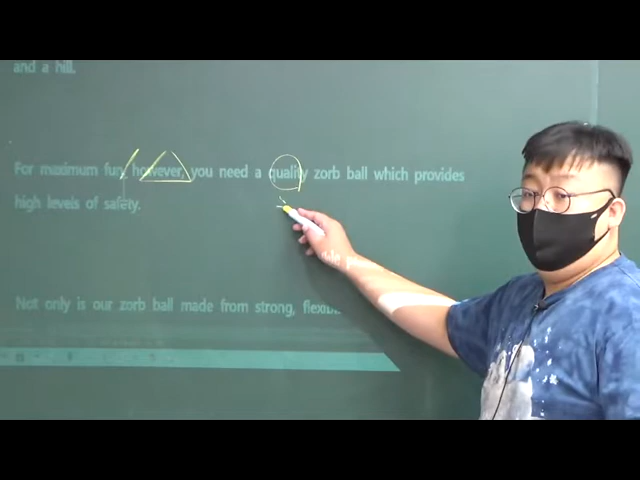 and a hill.
For maximum fun, however, you need a quality zorb ball which provides
high levels of safety.
Not only is our zorb ball made from strong,